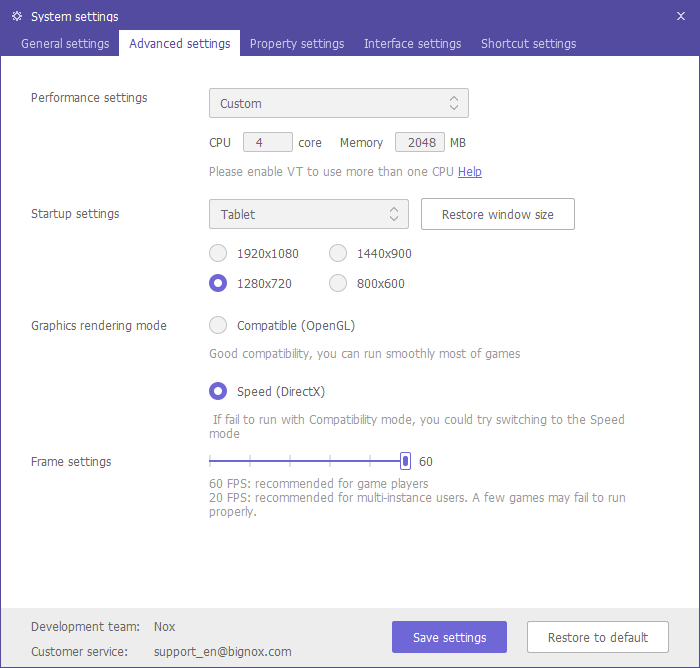 System settings X
General settings Advanced settings Property settings Interface settings Shortcut settings
Performance settings Custom
CPU 4 core Memory 2048 MB
Please enable VT to use more than one CPU Help
Startup settings Tablet Restore window size
1920x1080 1440x900
1280x720 800x600
Graphics rendering mode Compatible (OpenGL)
Good compatibility, you can run smoothly most of games
Speed (DirectX)
If fail to run with Compatibility mode, you could try switching to the Speed
mode
Frame settings 60
60 FPS: recommended for game players
20 FPS: recommended for multi-instance users. A few games may fail to run
properly.
Development team: Nox
Customer service: support_en@bignox.com
Save settings Restore to default